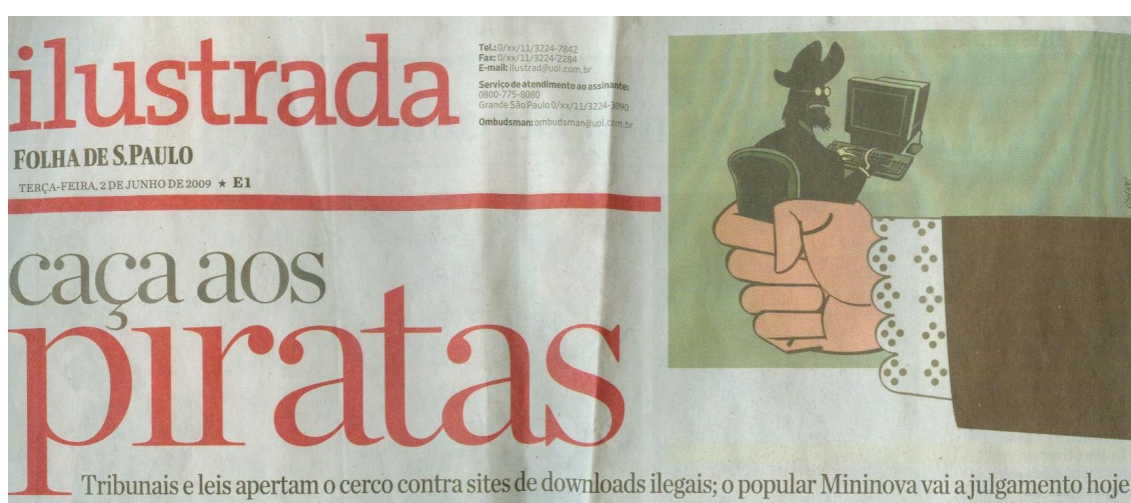 ilustrada
FOLHA DE S.PAULO
TERÇA-FEIRA, 2 DE JUNHO DE 2009 ★ E1
Tel.: 0/xx/11/3224-7842
Fax: 0/xx/11/3224-2284
E-mail: ilustrad@uol.com.br
Serviço de atendimento ao assinante:
0800-775-8080
Grande São Paulo 0/xx/11/3224-3090
Ombudsman: ombudsman@uol.com.br
caça aos
piratas
Tribunais e leis apertam o cerco contra sites de downloads ilegais; o popular Mininova vai a julgamento hoje